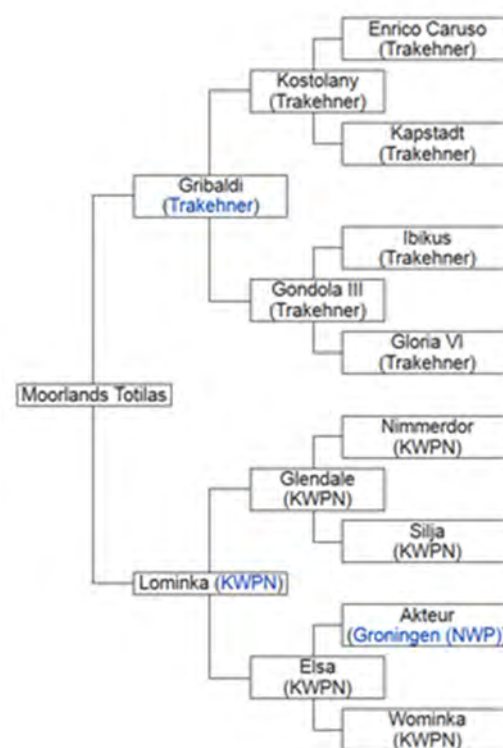 Enrico Caruso
(Trakehner)
Kostolany
(Trakehner)
Kapstadt
(Trakehner)
Gribaldi
(Trakehner)
Ibikus
(Trakehner)
Gondola III
(Trakehner)
Gloria VI
(Trakehner)
Moorlands Totilas
Nimmerdor
(KWPN)
Glendale
(KWPN)
Silja
(KWPN)
Lominka (KWPN)
Akteur
(Groningen (NWP))
Elsa
(KWPN)
Wominka
(KWPN)